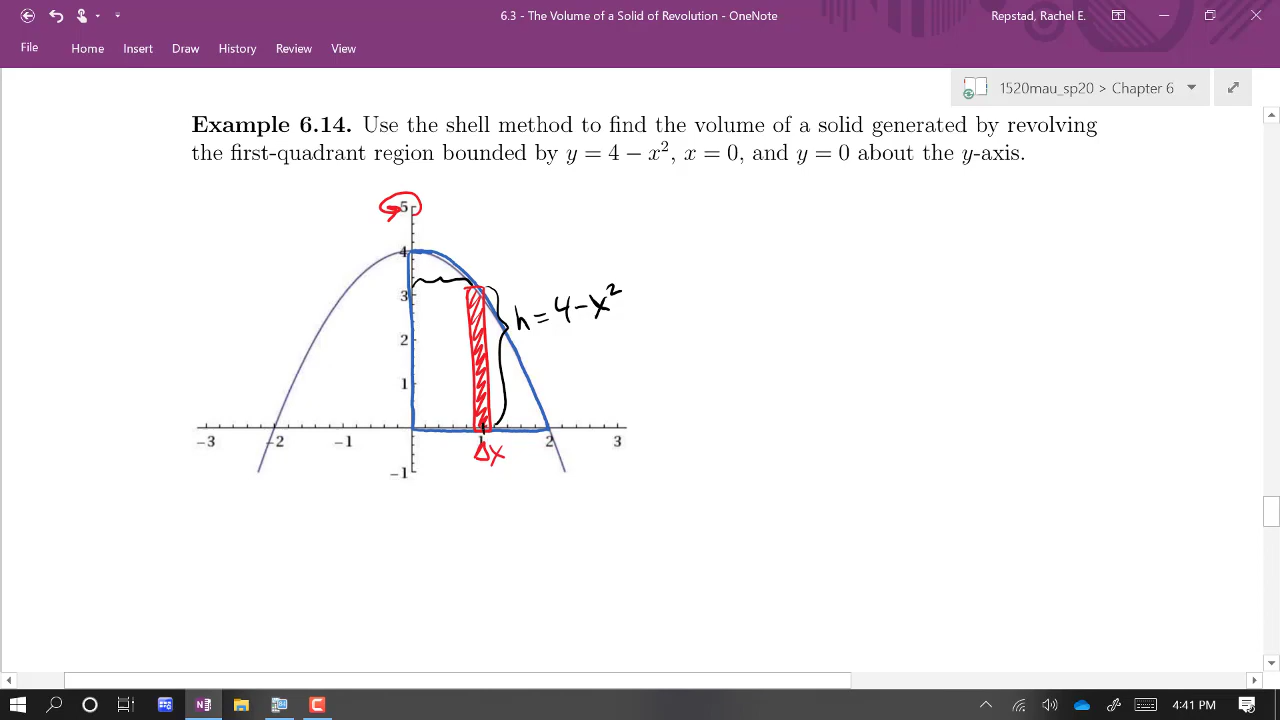 6.3 - The Volume of a Solid of Revolution - OneNote
Repstad, Rachel E.
File Home Insert Draw History Review View
1520mau_sp20 > Chapter 6
Example 6.14. Use the shell method to find the volume of a solid generated by revolving
the first-quadrant region bounded by y = 4 − x², x = 0, and y = 0 about the y-axis.
5
4
3
h = 4 − x²
2
1
−3 −2 −1 1 2 3
Δx
−1
4:41 PM